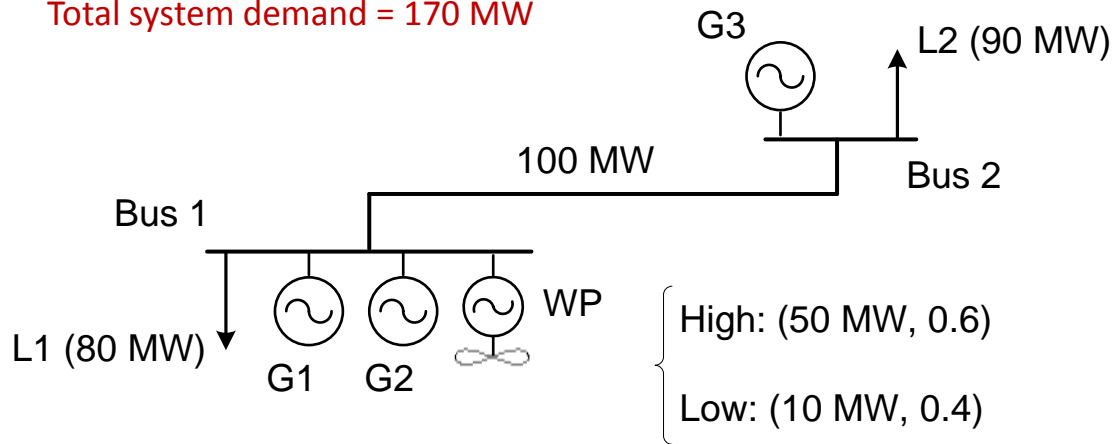 Total system demand = 170 MW
G3
L2 (90 MW)
100 MW
Bus 2
Bus 1
WP
High: (50 MW, 0.6)
L1 (80 MW)
G1
G2
Low: (10 MW, 0.4)